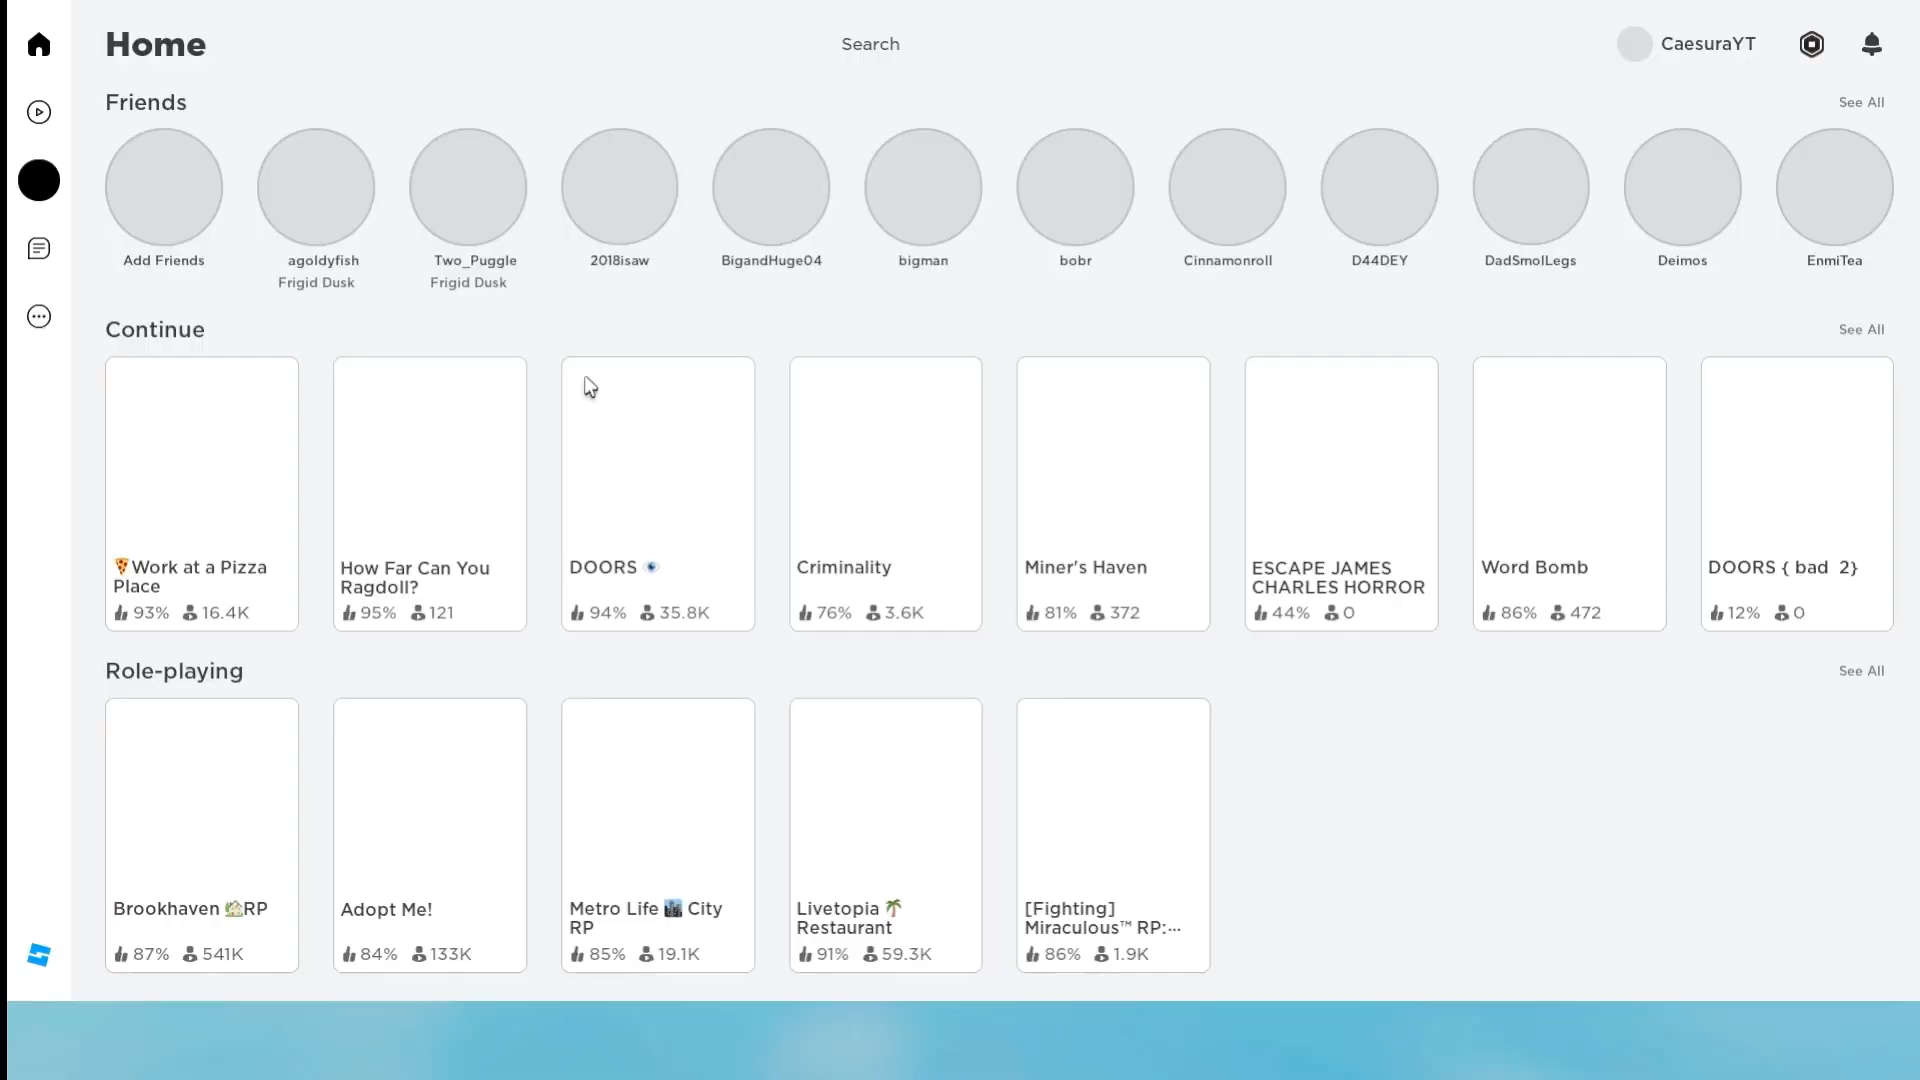 Home
Search
CaesuraYT
Friends
See All
Add Friends
agoldyfish
Two_Puggle
2018isaw
BigandHuge04
bigman
bobr
Cinnamonroll
D44DEY
DadSmolLegs
Deimos
EnmiTea
Frigid Dusk
Frigid Dusk
Continue
See All
🍕Work at a Pizza
Place
93% 16.4K
How Far Can You
Ragdoll?
95% 121
DOORS 👁️
94% 35.8K
Criminality
76% 3.6K
Miner's Haven
81% 372
ESCAPE JAMES
CHARLES HORROR
44% 0
Word Bomb
86% 472
DOORS { bad 2}
12% 0
Role-playing
See All
Brookhaven 🏡RP
87% 541K
Adopt Me!
84% 133K
Metro Life 🏙️ City
RP
85% 19.1K
Livetopia 🌴
Restaurant
91% 59.3K
[Fighting]
Miraculous™ RP:...
86% 1.9K